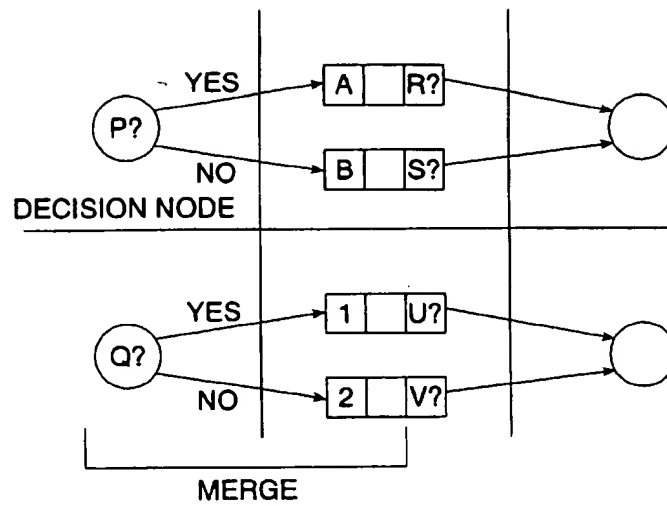 YES
A R?
P?
NO
B S?
DECISION NODE
YES
1 U?
Q?
NO
2 V?
MERGE